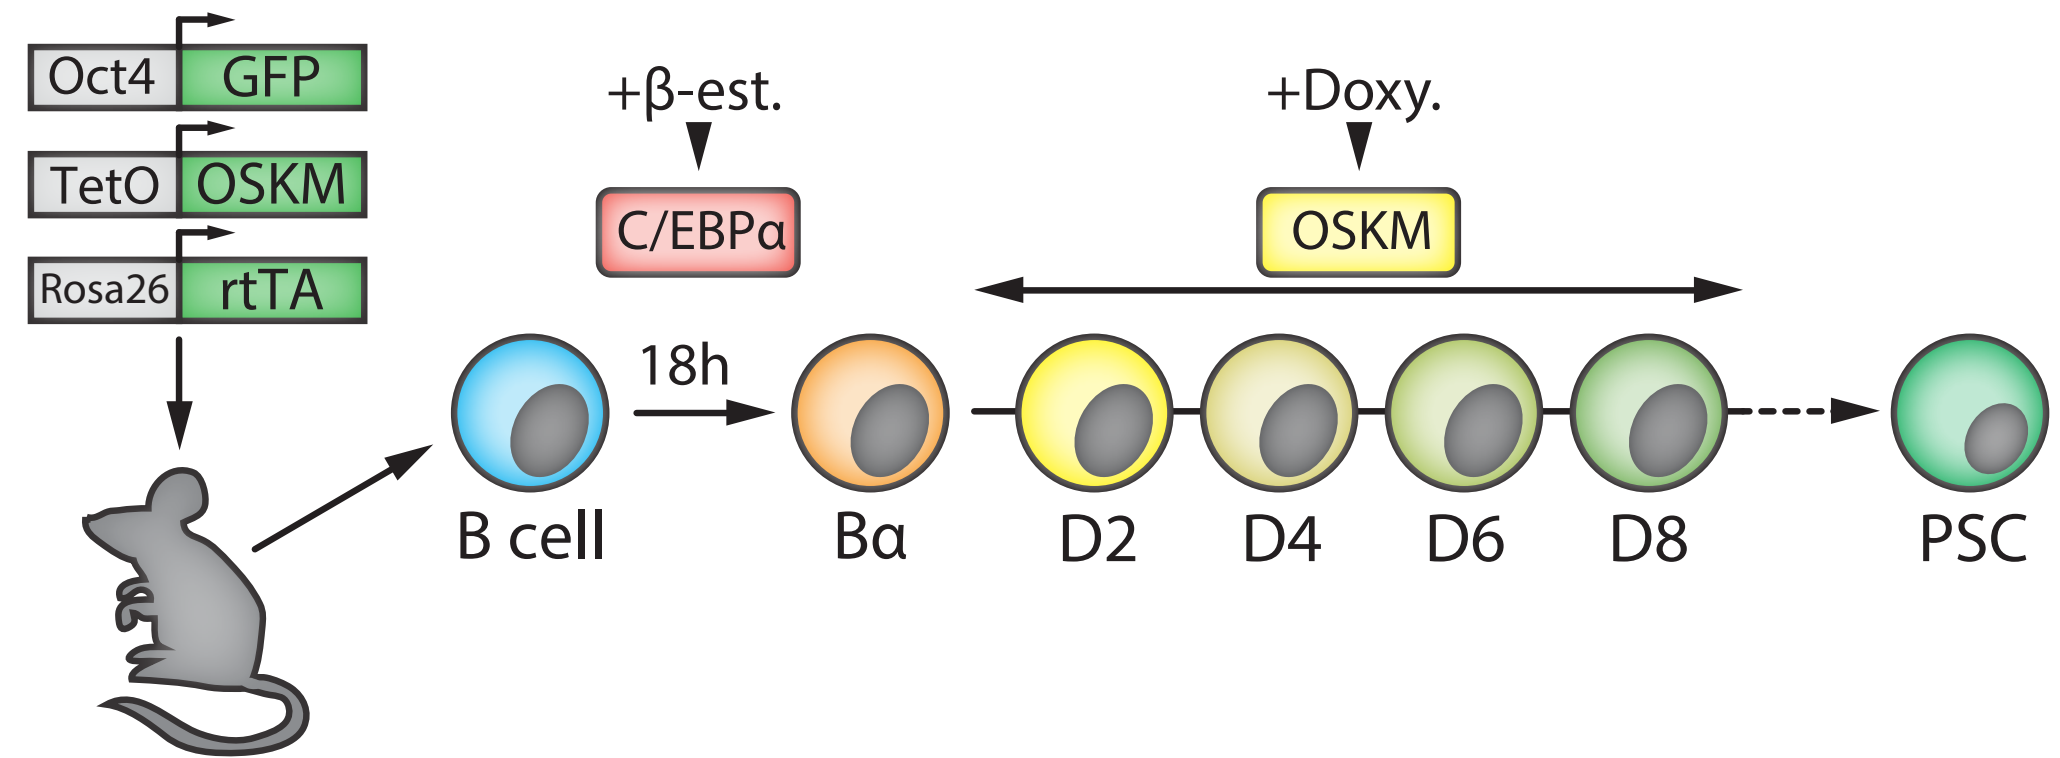 Oct4 GFP
TetO OSKM
Rosa26 rtTA
+β-est.
C/EBPα
+Doxy.
OSKM
18h
B cell
Bα
D2
D4
D6
D8
PSC